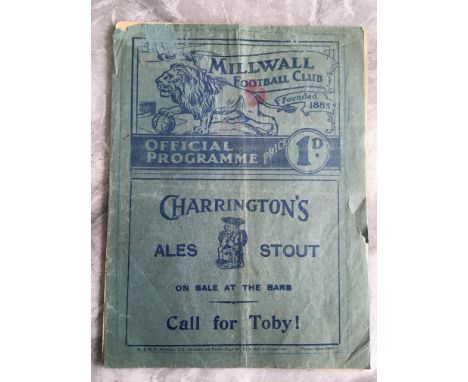 MILLWALL
FOOTBALL CLUB
Founded
1885
OFFICIAL
PROGRAMME PRICE 1D.
CHARRINGTON'S
ALES STOUT
ON SALE AT THE BARS
Call for Toby!